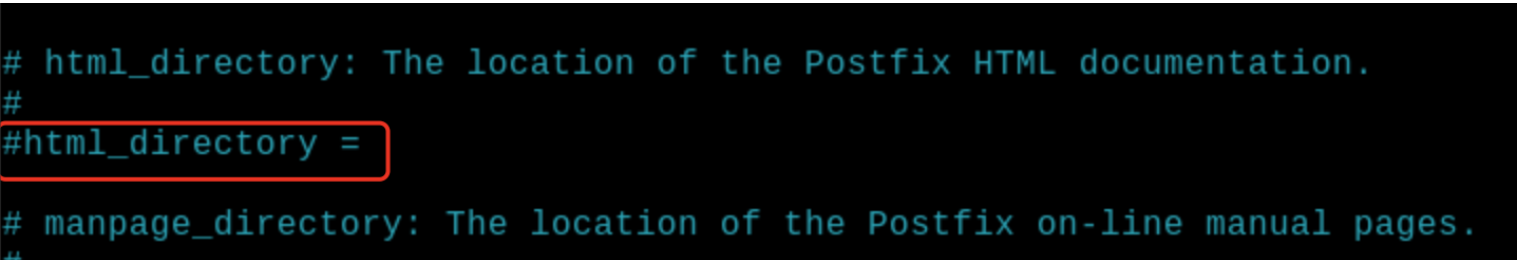 # html_directory: The location of the Postfix HTML documentation.
#
#html_directory =
# manpage_directory: The location of the Postfix on-line manual pages.
#